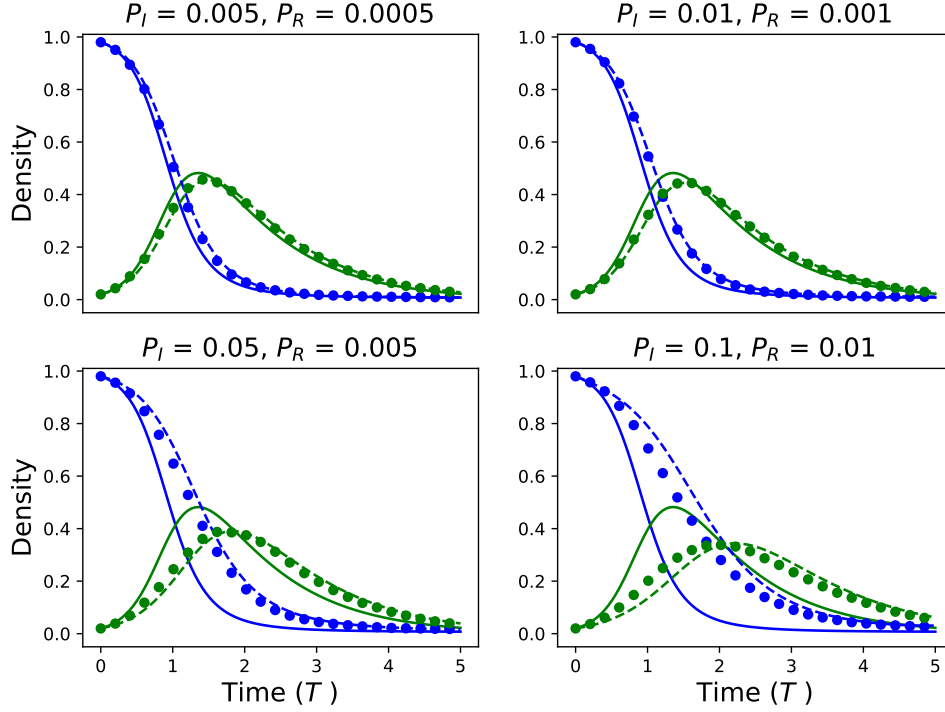 P_I = 0.005, P_R = 0.0005
P_I = 0.01, P_R = 0.001
Density
1.0
0.8
0.6
0.4
0.2
0.0
P_I = 0.05, P_R = 0.005
P_I = 0.1, P_R = 0.01
Density
1.0
0.8
0.6
0.4
0.2
0.0
0 1 2 3 4 5
0 1 2 3 4 5
Time (T )
Time (T )